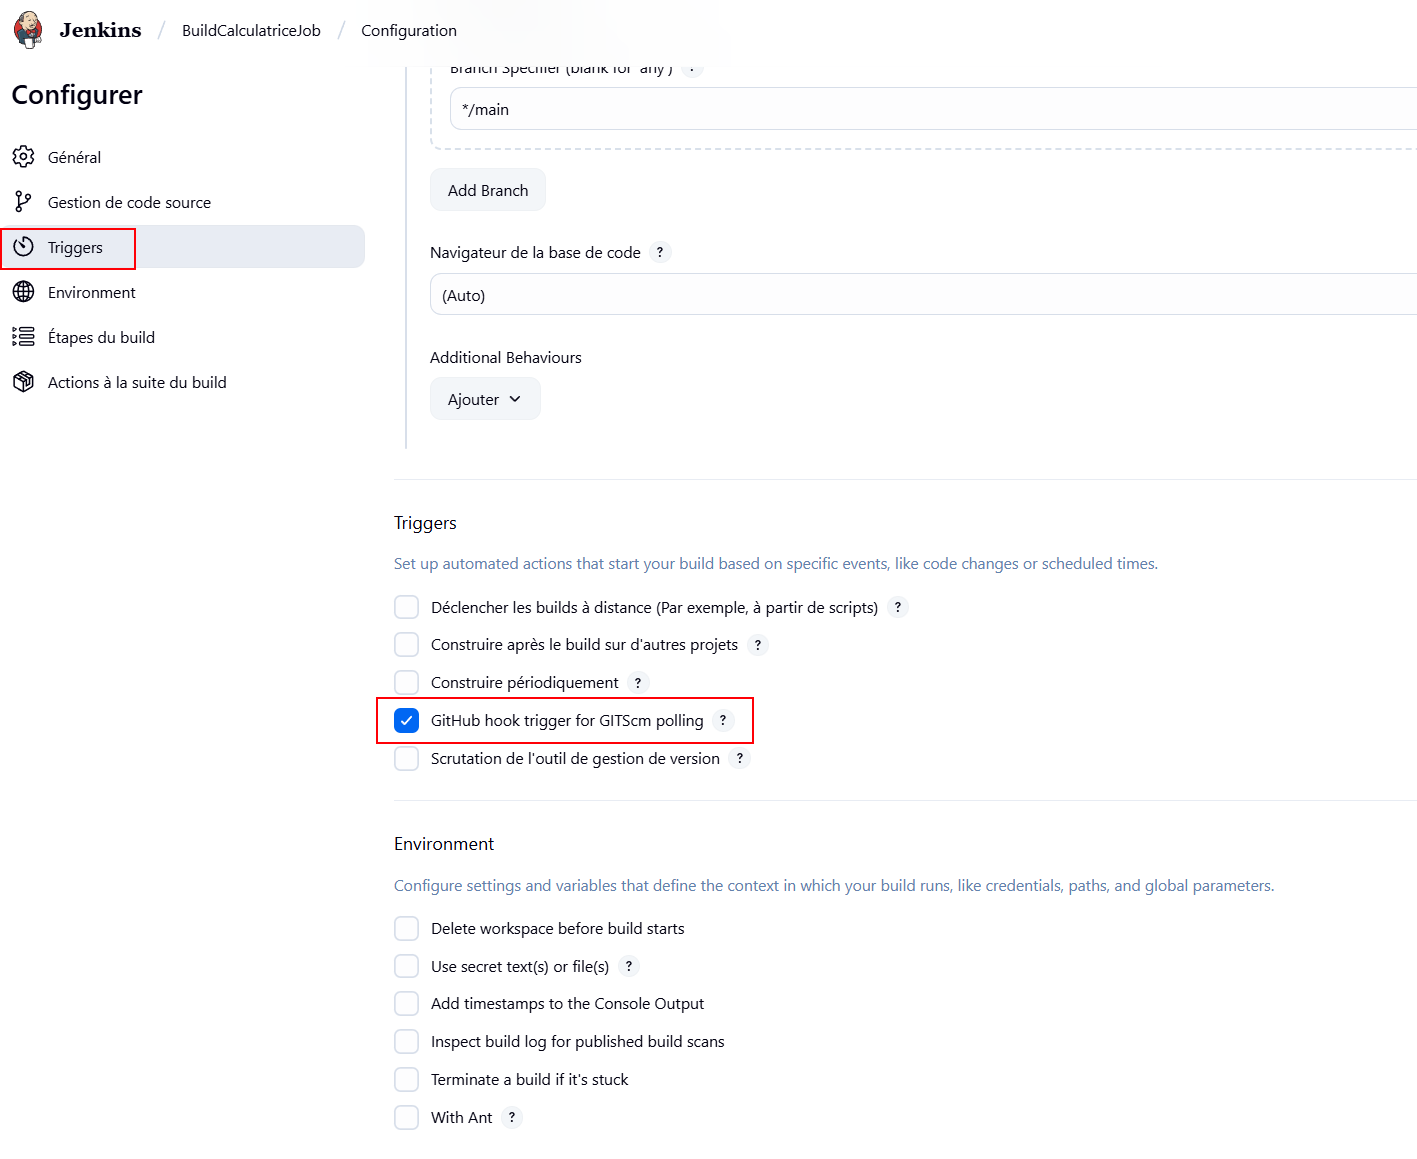 Jenkins / BuildCalculatriceJob / Configuration
Configurer
Général
Gestion de code source
Triggers
Environment
Étapes du build
Actions à la suite du build
Branch Specifier (blank for 'any') ?
*/main
Add Branch
Navigateur de la base de code ?
(Auto)
Additional Behaviours
Ajouter
Triggers
Set up automated actions that start your build based on specific events, like code changes or scheduled times.
Déclencher les builds à distance (Par exemple, à partir de scripts) ?
Construire après le build sur d'autres projets ?
Construire périodiquement ?
GitHub hook trigger for GITScm polling ?
Scrutation de l'outil de gestion de version ?
Environment
Configure settings and variables that define the context in which your build runs, like credentials, paths, and global parameters.
Delete workspace before build starts
Use secret text(s) or file(s) ?
Add timestamps to the Console Output
Inspect build log for published build scans
Terminate a build if it's stuck
With Ant ?